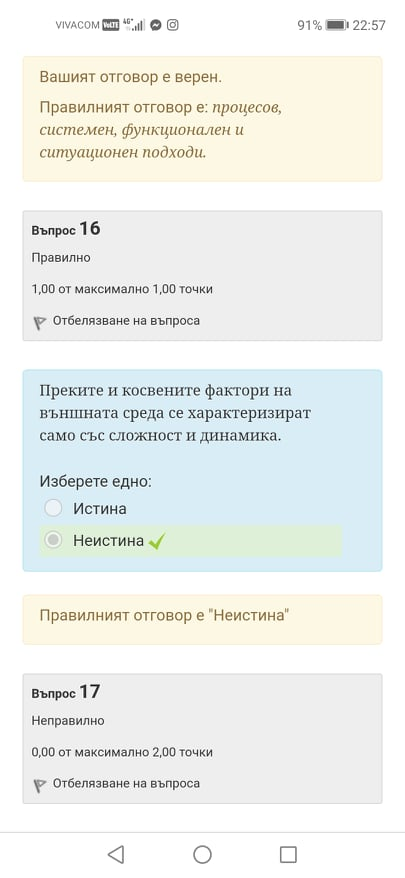 VIVACOM VoLTE 4G+ 91% 22:57
Вашият отговор е верен.
Правилният отговор е: процесов,
системен, функционален и
ситуационен подходи.
Въпрос 16
Правилно
1,00 от максимално 1,00 точки
Отбелязване на въпроса
Преките и косвените фактори на
външната среда се характеризират
само със сложност и динамика.
Изберете едно:
Истина
Неистина
Правилният отговор е "Неистина"
Въпрос 17
Неправилно
0,00 от максимално 2,00 точки
Отбелязване на въпроса